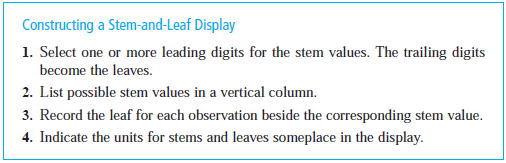 Constructing a Stem-and-Leaf Display
1. Select one or more leading digits for the stem values. The trailing digits
become the leaves.
2. List possible stem values in a vertical column.
3. Record the leaf for each observation beside the corresponding stem value.
4. Indicate the units for stems and leaves someplace in the display.